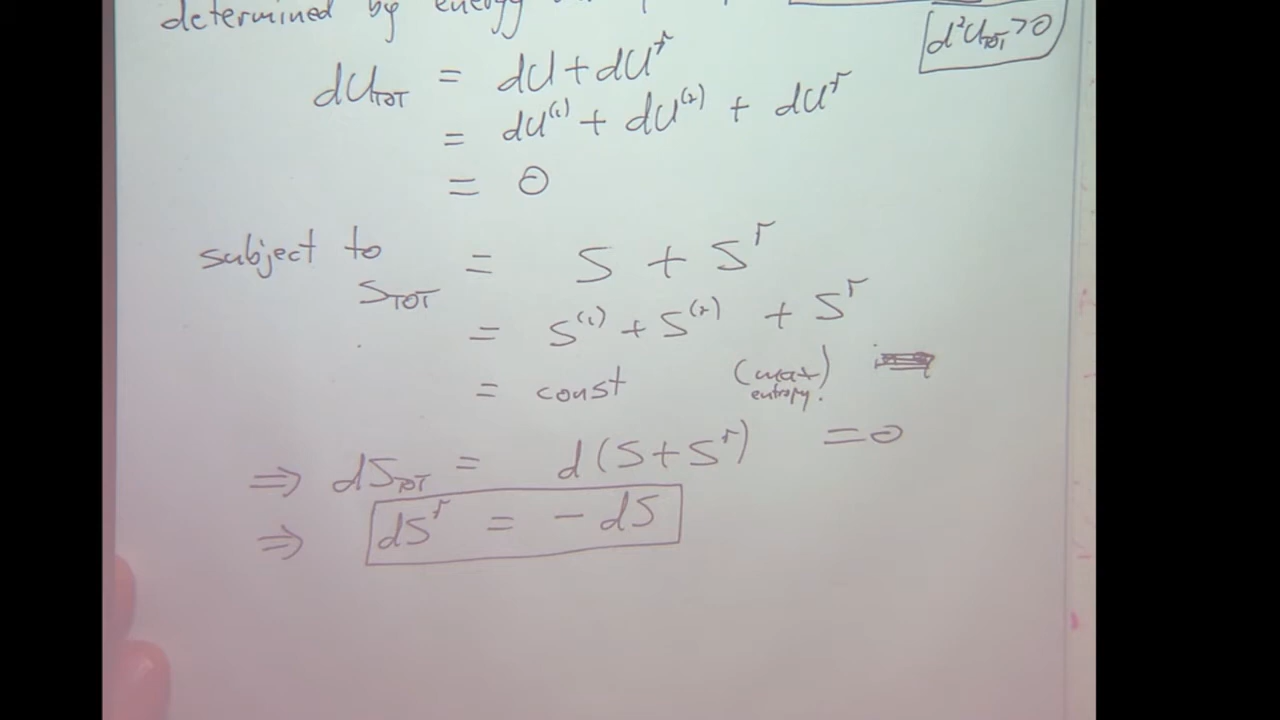 determined by energy
d²U_TOT > 0
dU_TOT = dU + dU^r
= dU^(1) + dU^(2) + dU^r
= 0
subject to
S_TOT = S + S^r
= S^(1) + S^(2) + S^r
= const (max entropy.
⇒ dS_TOT = d(S + S^r) = 0
⇒ dS^r = - dS